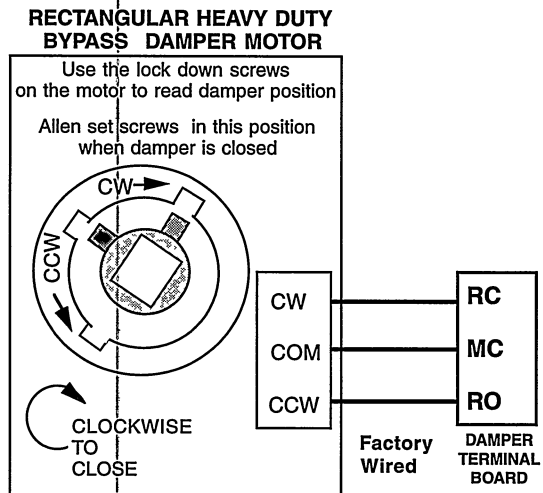 RECTANGULAR HEAVY DUTY
BYPASS DAMPER MOTOR
Use the lock down screws
on the motor to read damper position
Allen set screws in this position
when damper is closed
CW
CCW
CW
COM
CCW
RC
MC
RO
CLOCKWISE
TO
CLOSE
Factory
Wired
DAMPER
TERMINAL
BOARD